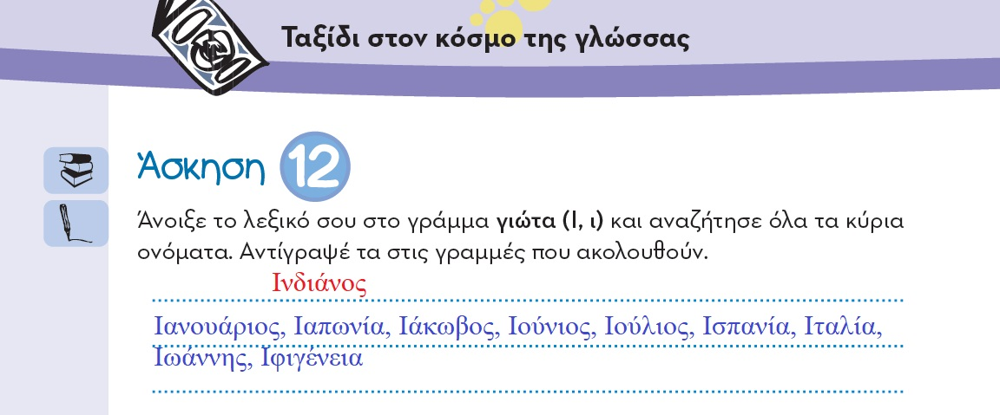 Ταξίδι στον κόσμο της γλώσσας
Άσκηση 12
Άνοιξε το λεξικό σου στο γράμμα γιώτα (Ι, ι) και αναζήτησε όλα τα κύρια
ονόματα. Αντίγραψέ τα στις γραμμές που ακολουθούν.
Ινδιάνος
Ιανουάριος, Ιαπωνία, Ιάκωβος, Ιούνιος, Ιούλιος, Ισπανία, Ιταλία,
Ιωάννης, Ιφιγένεια